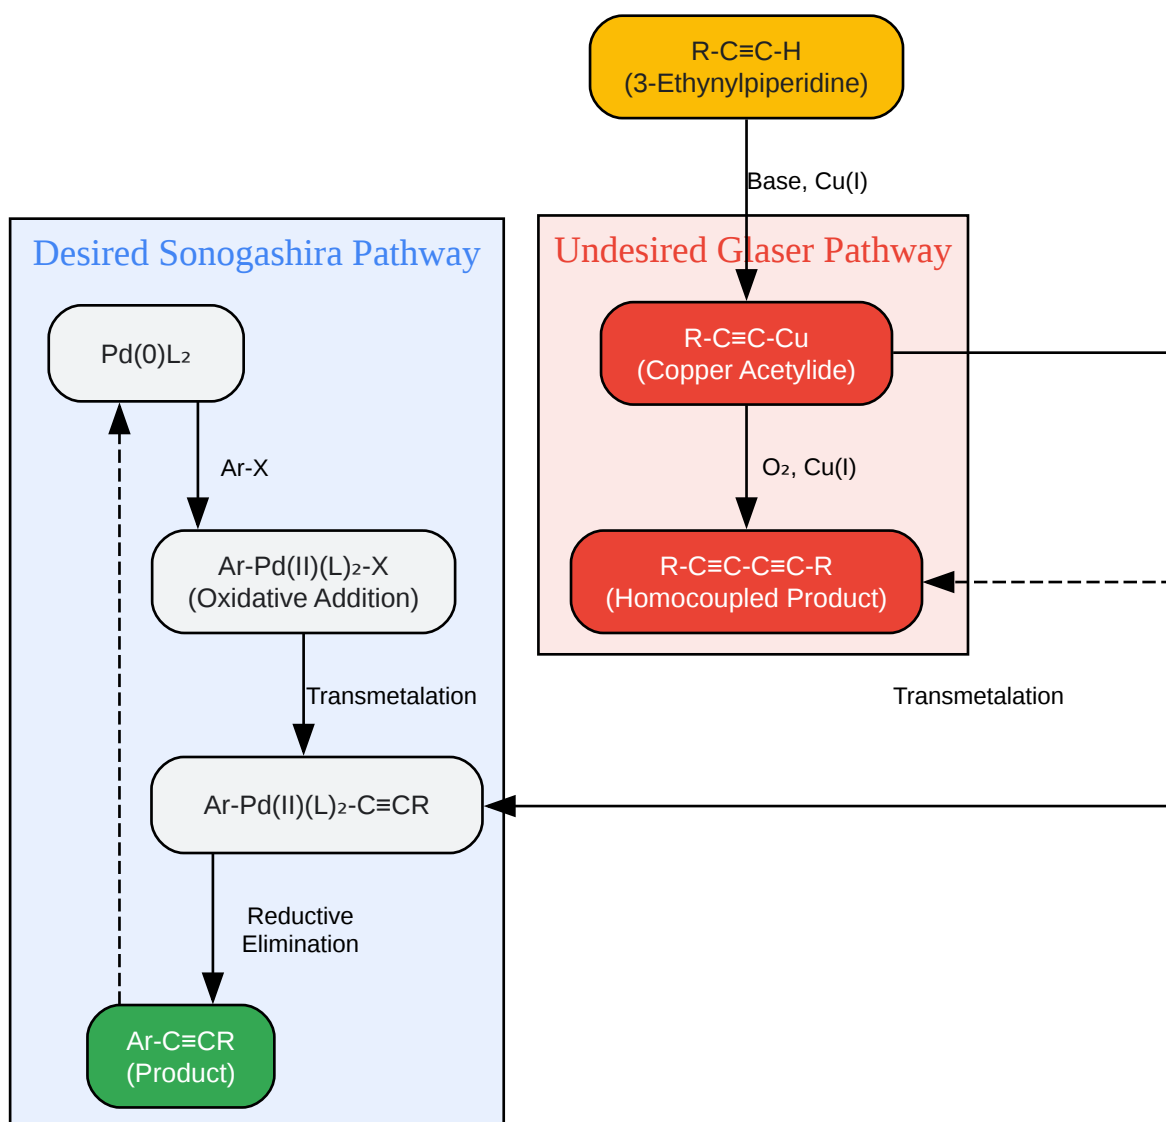 R-C≡C-H
(3-Ethynylpiperidine)
Base, Cu(I)
Desired Sonogashira Pathway
Undesired Glaser Pathway
Pd(0)L₂
R-C≡C-Cu
(Copper Acetylide)
Ar-X
O₂, Cu(I)
Ar-Pd(II)(L)₂-X
(Oxidative Addition)
R-C≡C-C≡C-R
(Homocoupled Product)
Transmetalation
Transmetalation
Ar-Pd(II)(L)₂-C≡CR
Reductive
Elimination
Ar-C≡CR
(Product)